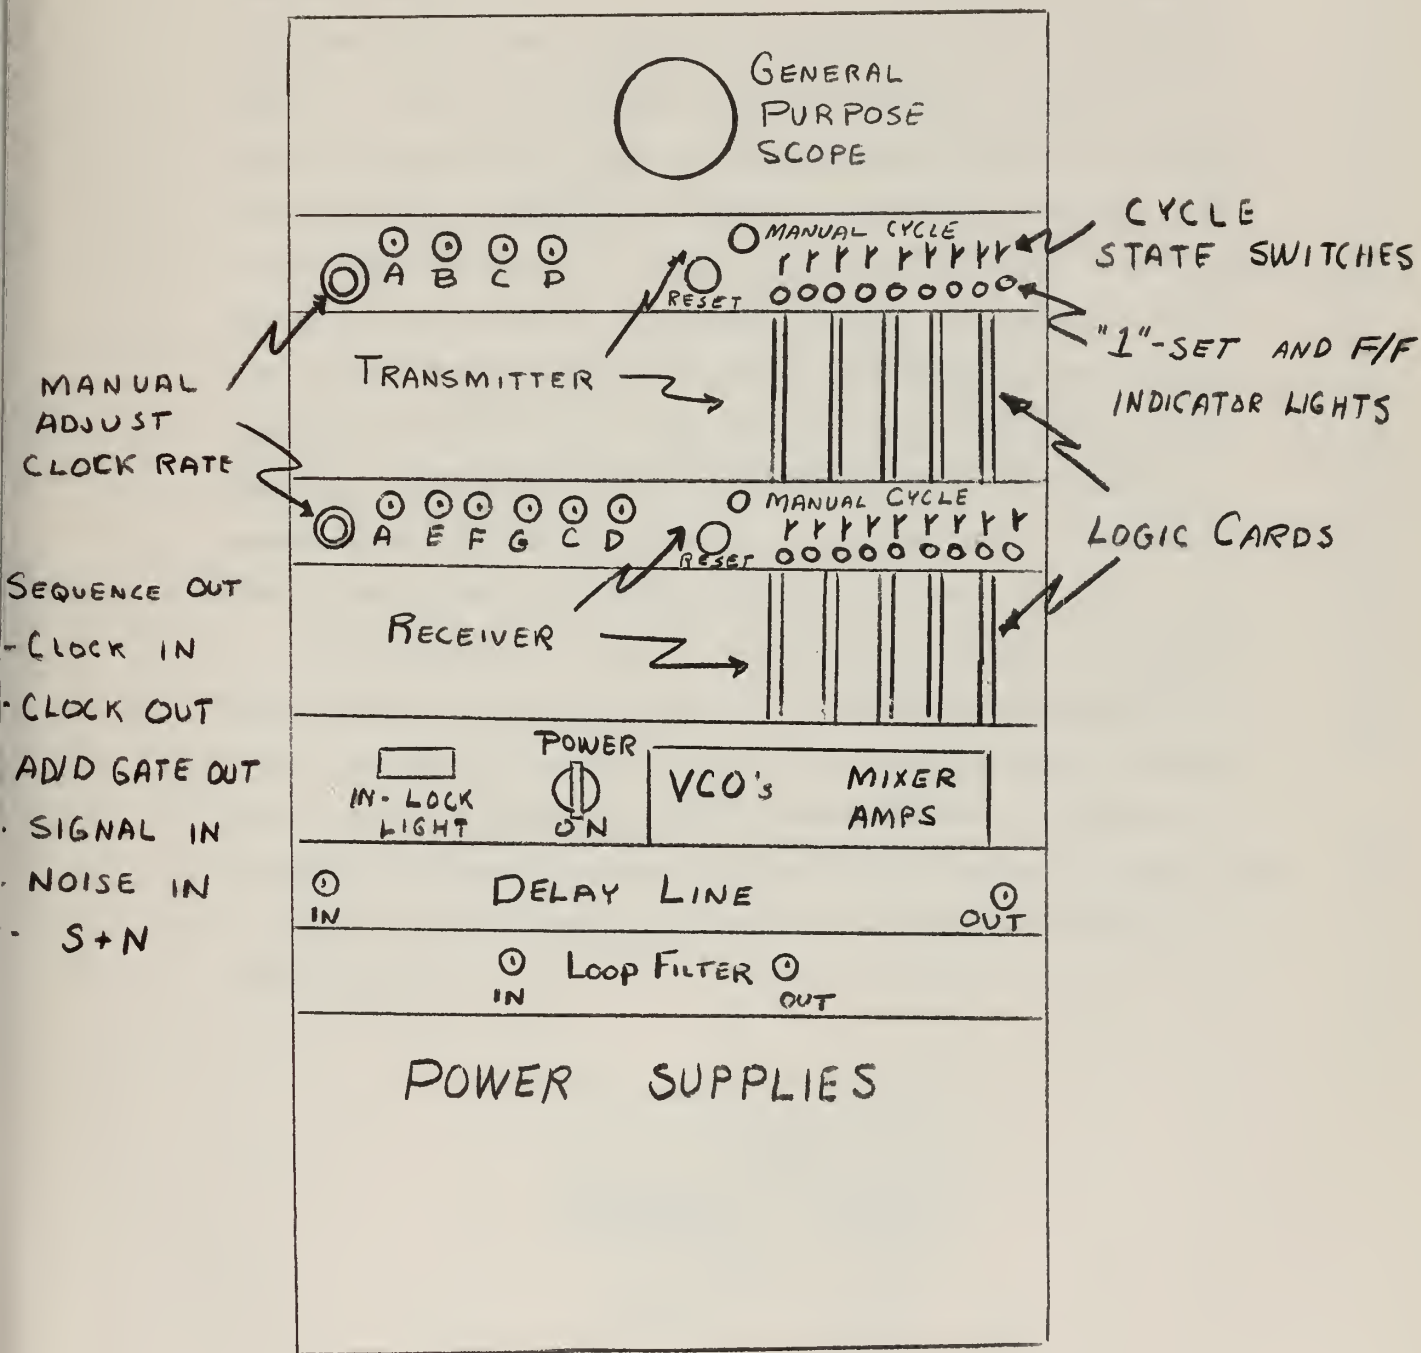 GENERAL
PURPOSE
SCOPE
MANUAL CYCLE
A B C D
RESET
CYCLE
STATE SWITCHES
"1"-SET AND F/F
INDICATOR LIGHTS
TRANSMITTER
MANUAL
ADJUST
CLOCK RATE
MANUAL CYCLE
A E F G C D
RESET
LOGIC CARDS
RECEIVER
SEQUENCE OUT
- CLOCK IN
· CLOCK OUT
ADD GATE OUT
· SIGNAL IN
· NOISE IN
· S+N
POWER
ON
IN-LOCK
LIGHT
VCO's MIXER
AMPS
DELAY LINE
IN
OUT
LOOP FILTER
IN
OUT
POWER SUPPLIES